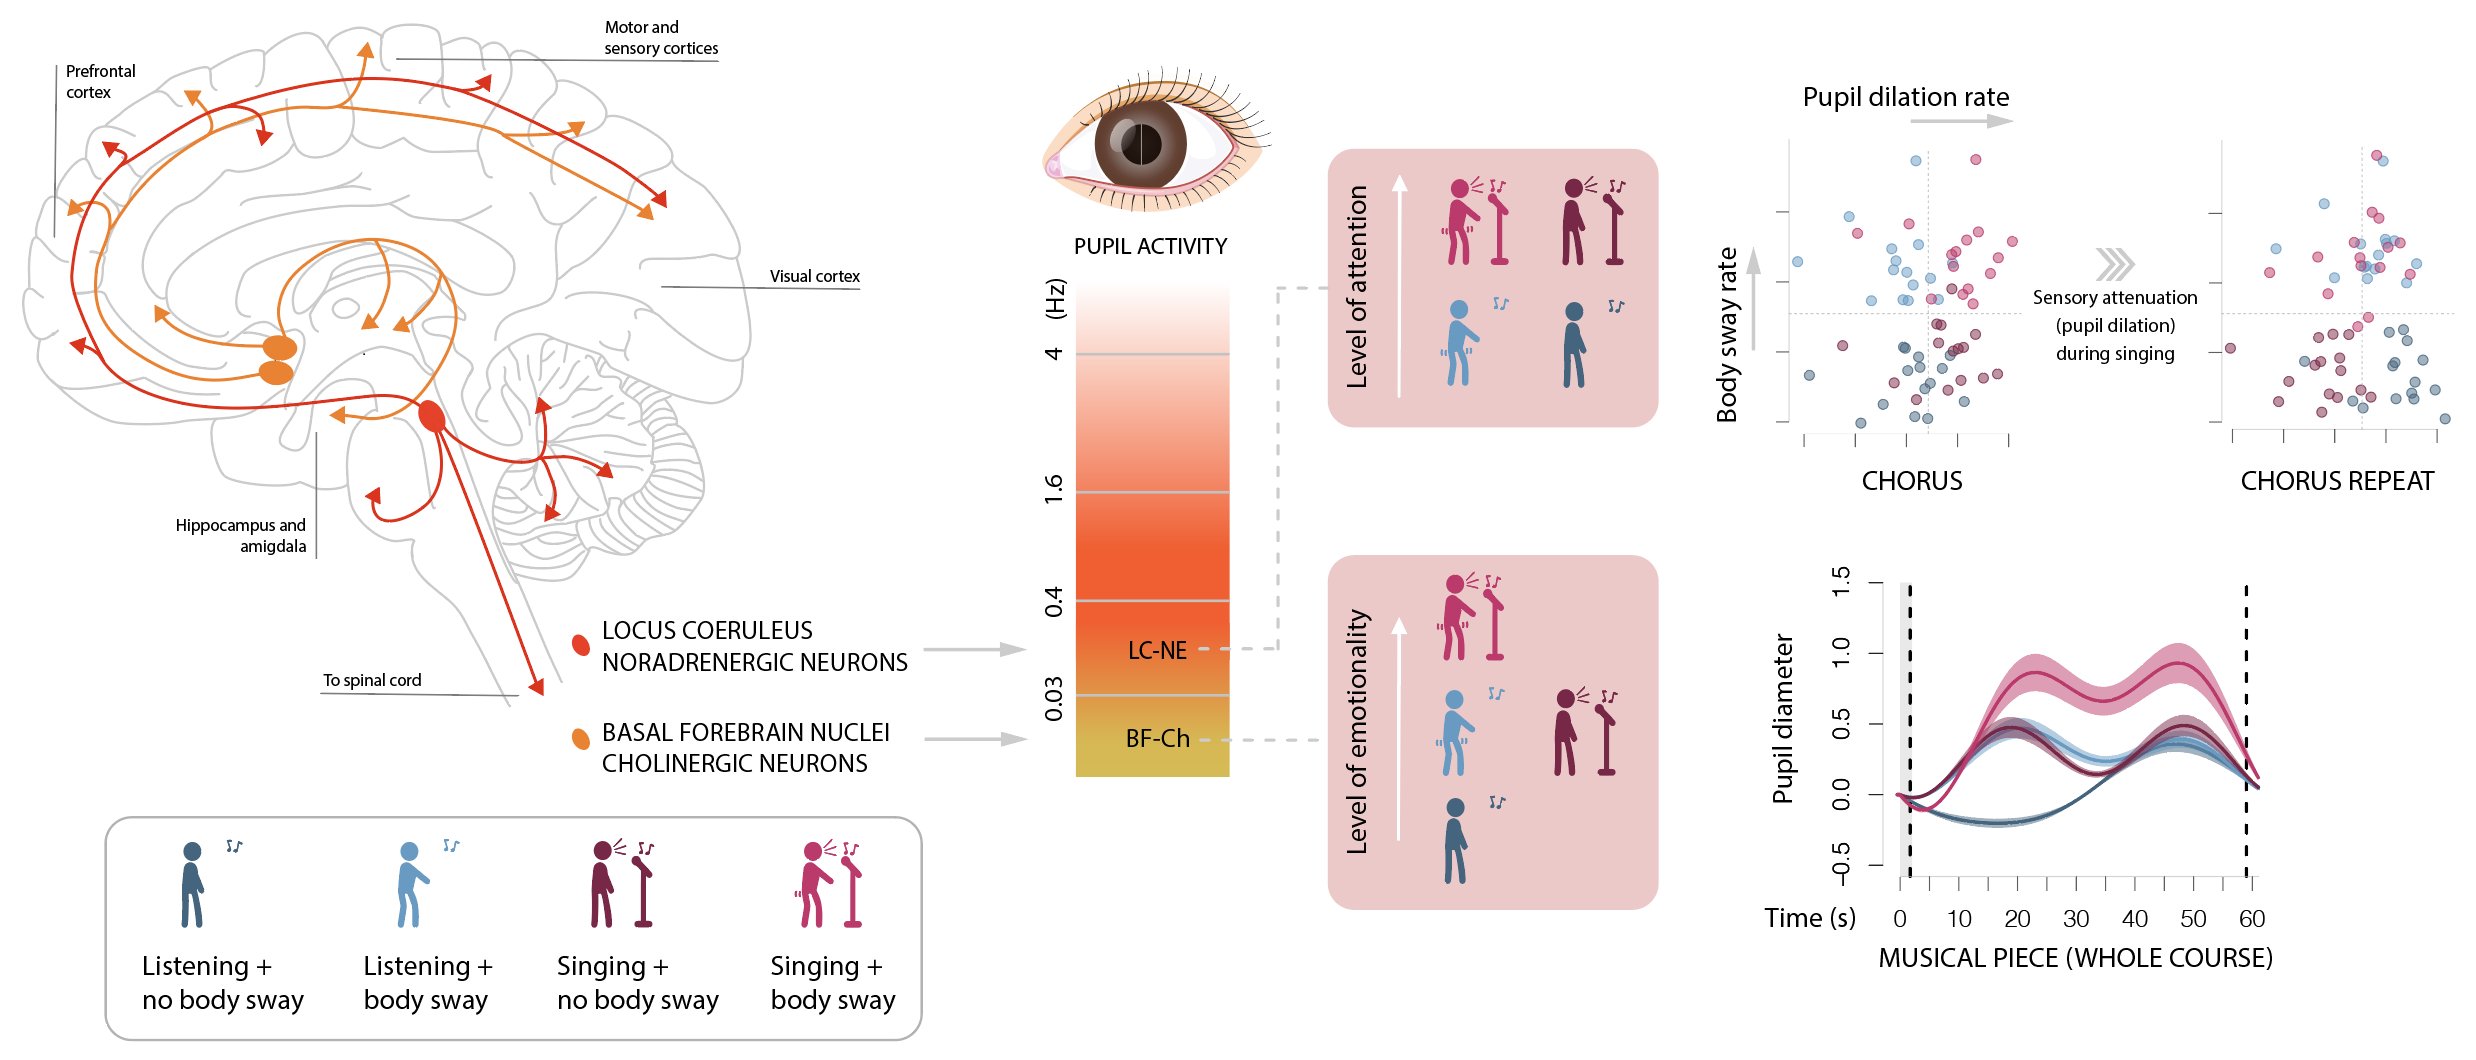 Motor and
sensory cortices
Prefrontal
cortex
Visual cortex
Hippocampus and
amigdala
To spinal cord
LOCUS COERULEUS
NORADRENERGIC NEURONS
BASAL FOREBRAIN NUCLEI
CHOLINERGIC NEURONS
Listening +
no body sway
Listening +
body sway
Singing +
no body sway
Singing +
body sway
PUPIL ACTIVITY
(Hz)
4
1.6
0.4
0.03
LC-NE
BF-Ch
Level of attention
Level of emotionality
Pupil dilation rate
Body sway rate
CHORUS
Sensory attenuation
(pupil dilation)
during singing
CHORUS REPEAT
Pupil diameter
1.5
1.0
0.5
0.0
−0.5
Time (s)
0 10 20 30 40 50 60
MUSICAL PIECE (WHOLE COURSE)